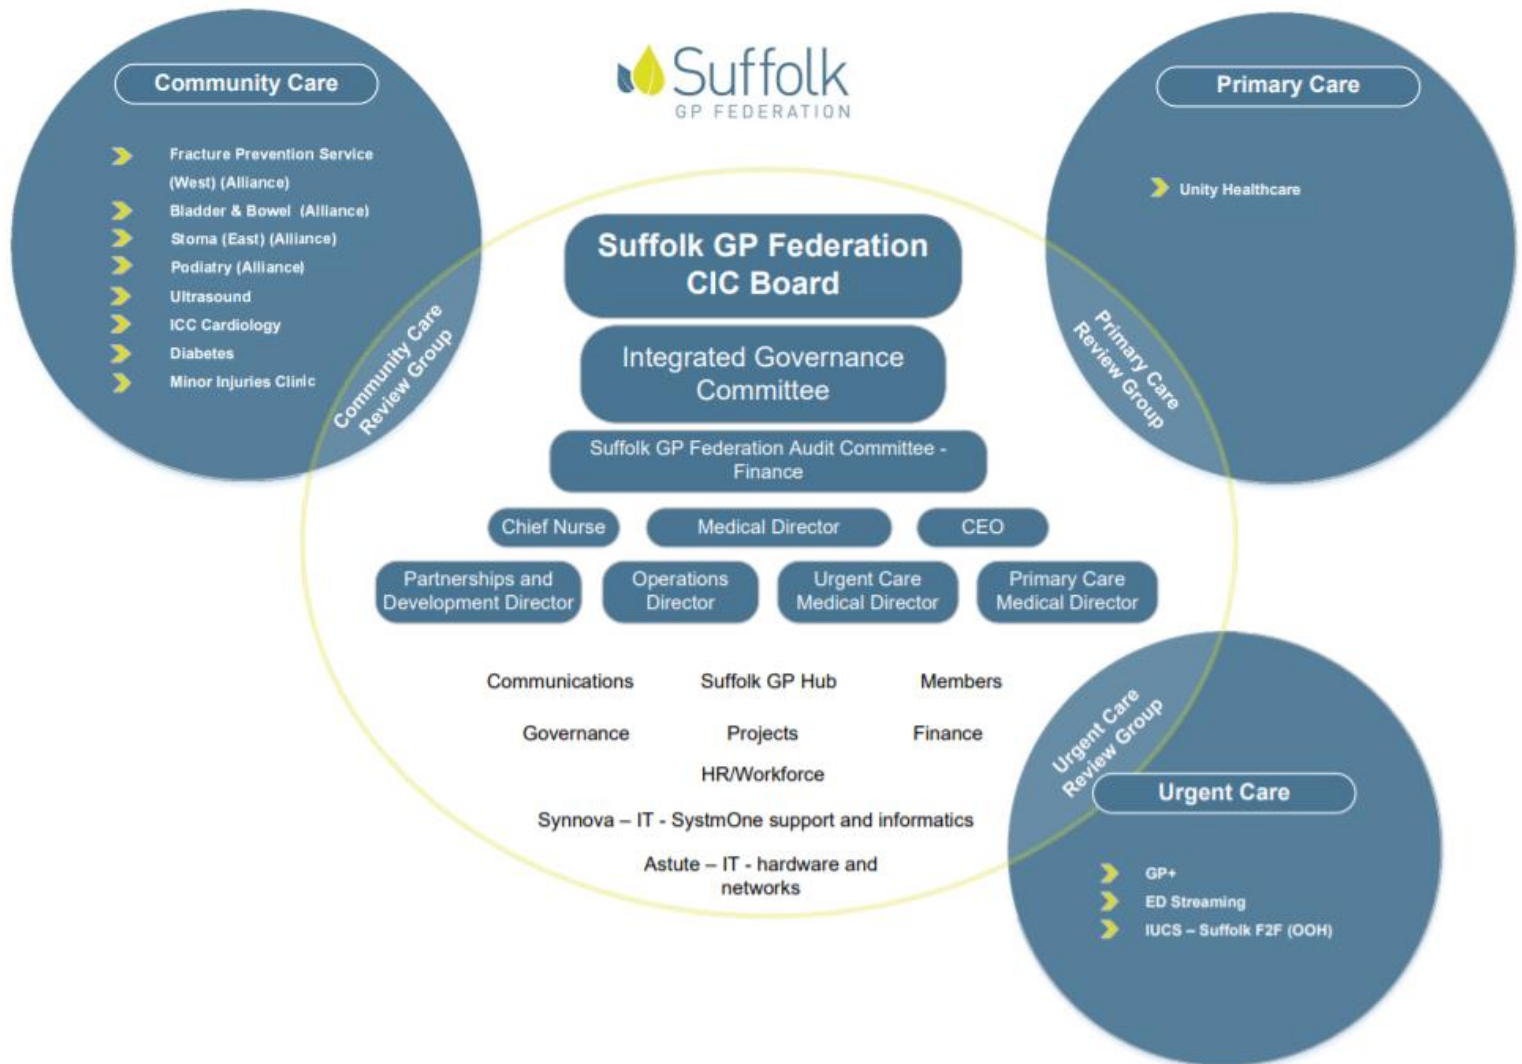 Suffolk
GP FEDERATION
Community Care
Fracture Prevention Service
(West) (Alliance)
Bladder & Bowel (Alliance)
Stoma (East) (Alliance)
Podiatry (Alliance)
Ultrasound
ICC Cardiology
Diabetes
Minor Injuries Clinic
Community Care
Review Group
Primary Care
Unity Healthcare
Primary Care
Review Group
Suffolk GP Federation
CIC Board
Integrated Governance
Committee
Suffolk GP Federation Audit Committee -
Finance
Chief Nurse
Medical Director
CEO
Partnerships and
Development Director
Operations
Director
Urgent Care
Medical Director
Primary Care
Medical Director
Communications
Suffolk GP Hub
Members
Governance
Projects
Finance
HR/Workforce
Synnova – IT - SystmOne support and informatics
Astute – IT - hardware and
networks
Urgent Care
Review Group
Urgent Care
GP+
ED Streaming
IUCS – Suffolk F2F (OOH)